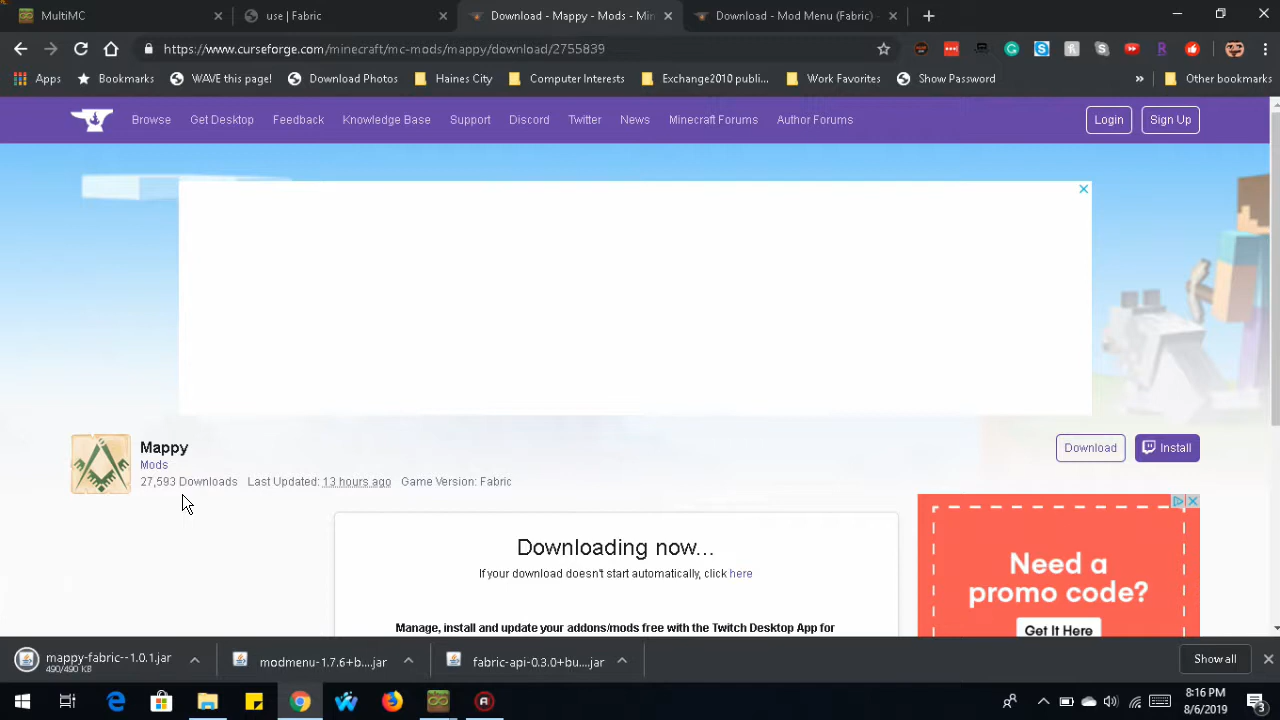 MultiMC
use | Fabric
Download - Mappy - Mods - Min
Download - Mod Menu (Fabric) -
https://www.curseforge.com/minecraft/mc-mods/mappy/download/2755839
Apps
Bookmarks
WAVE this page!
Download Photos
Haines City
Computer Interests
Exchange2010 publi...
Work Favorites
Show Password
»
Other bookmarks
Browse
Get Desktop
Feedback
Knowledge Base
Support
Discord
Twitter
News
Minecraft Forums
Author Forums
Login
Sign Up
Mappy
Mods
27,593 Downloads Last Updated: 13 hours ago Game Version: Fabric
Download
Install
Downloading now...
If your download doesn't start automatically, click here
Manage, install and update your addons/mods free with the Twitch Desktop App for
Need a
promo code?
Get It Here
mappy-fabric--1.0.1.jar
490/490 KB
modmenu-1.7.6+b....jar
fabric-api-0.3.0+bu....jar
Show all
8:16 PM
8/6/2019
3